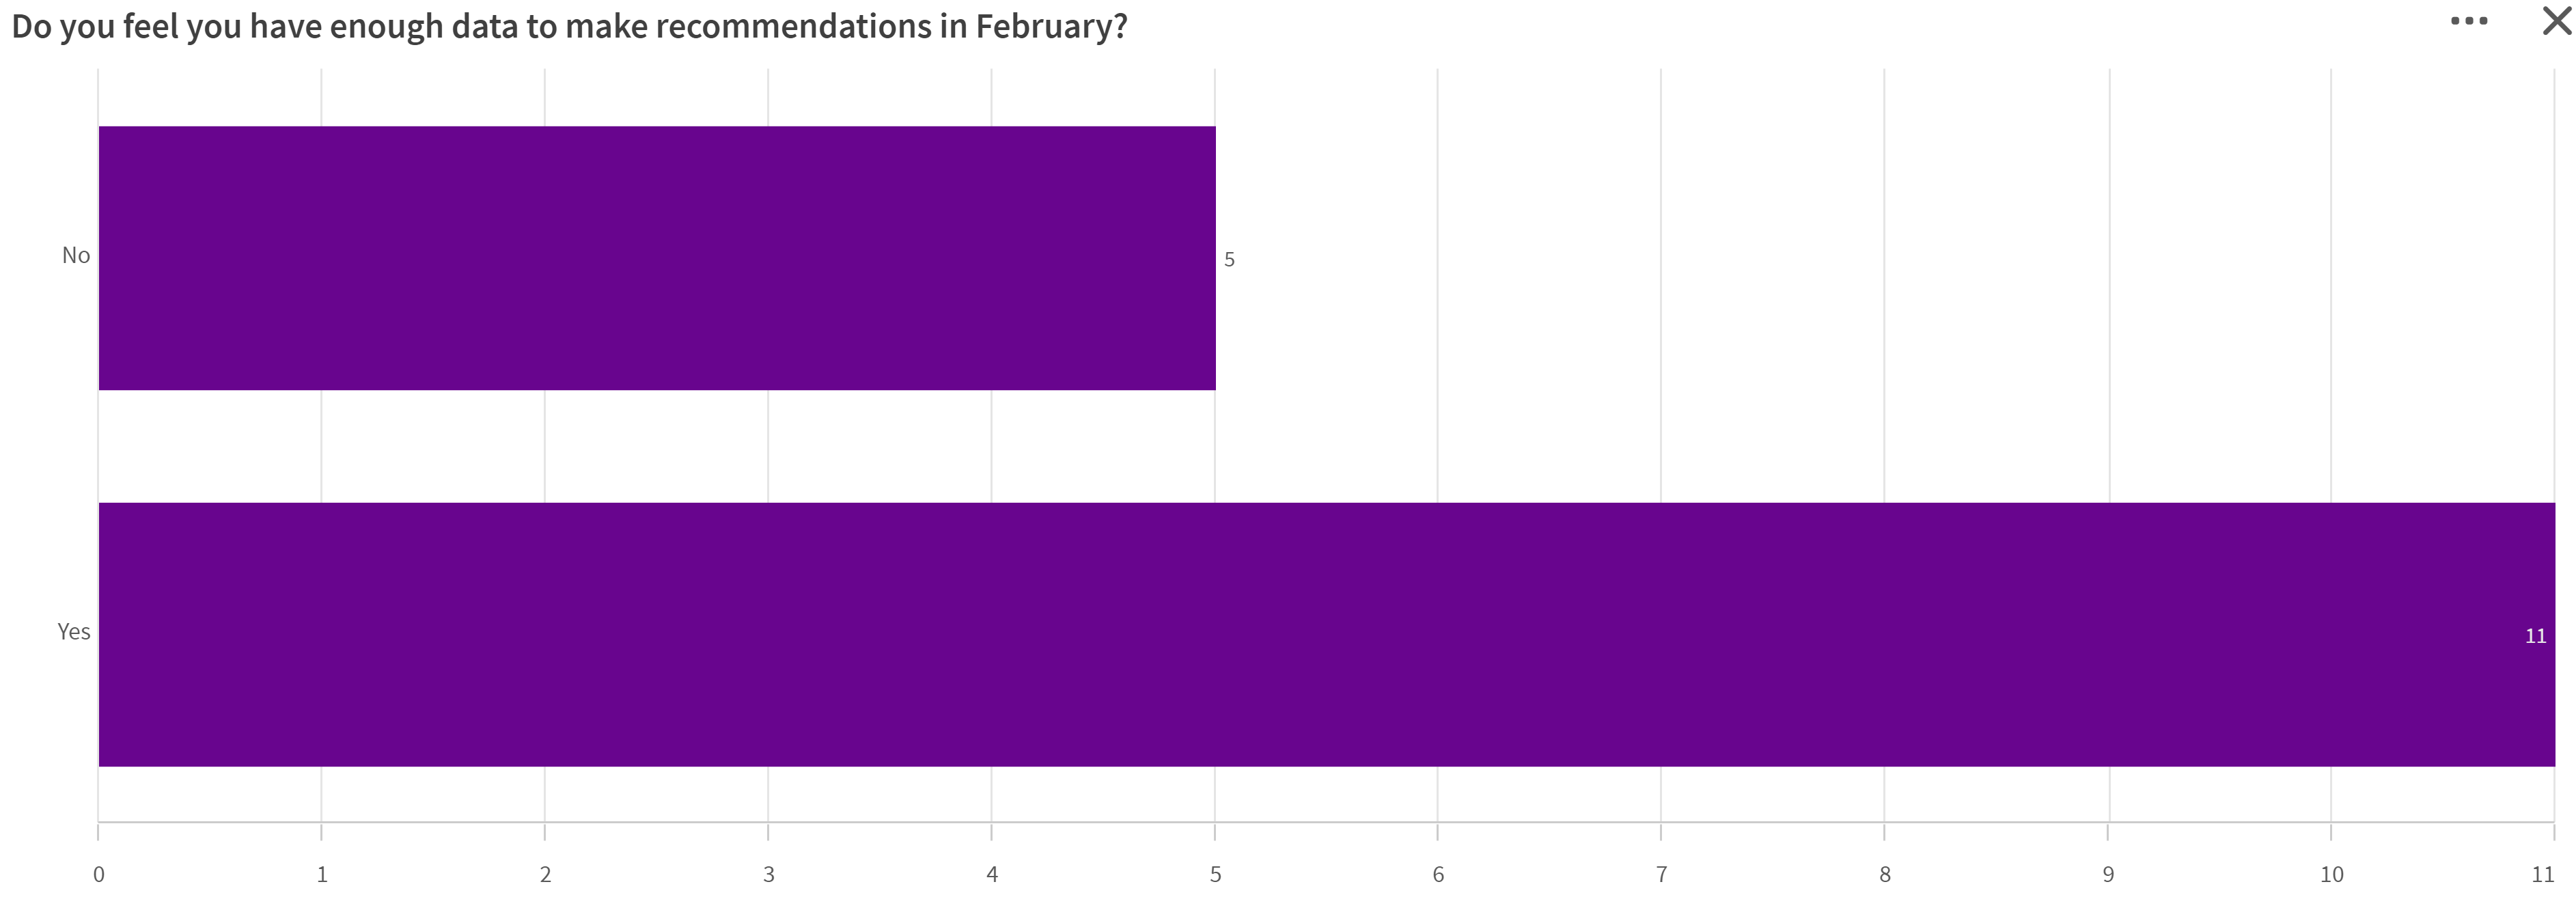 Do you feel you have enough data to make recommendations in February?
No
5
Yes
11
0 1 2 3 4 5 6 7 8 9 10 11